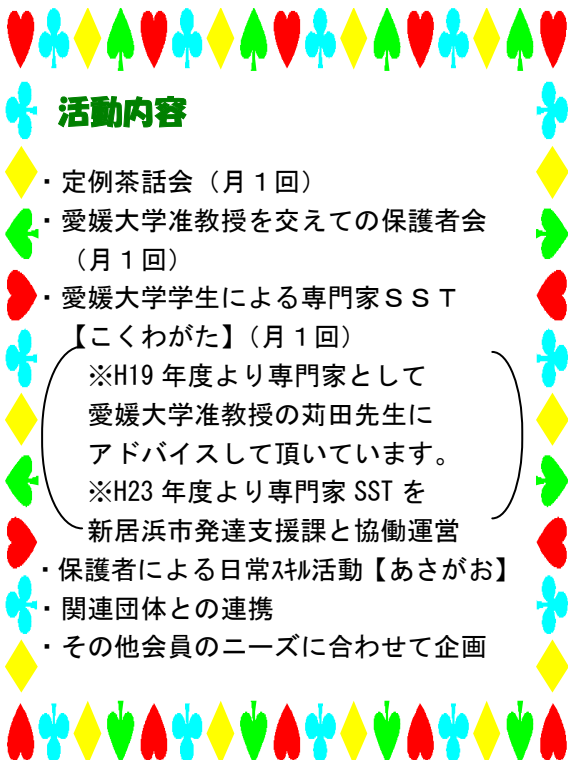 活動内容
・定例茶話会（月１回）
・愛媛大学准教授を交えての保護者会
（月１回）
・愛媛大学学生による専門家ＳＳＴ
【こくわがた】（月１回）
※H19 年度より専門家として
愛媛大学准教授の苅田先生に
アドバイスして頂いています。
※H23 年度より専門家 SST を
新居浜市発達支援課と協働運営
・保護者による日常ｽｷﾙ活動【あさがお】
・関連団体との連携
・その他会員のニーズに合わせて企画